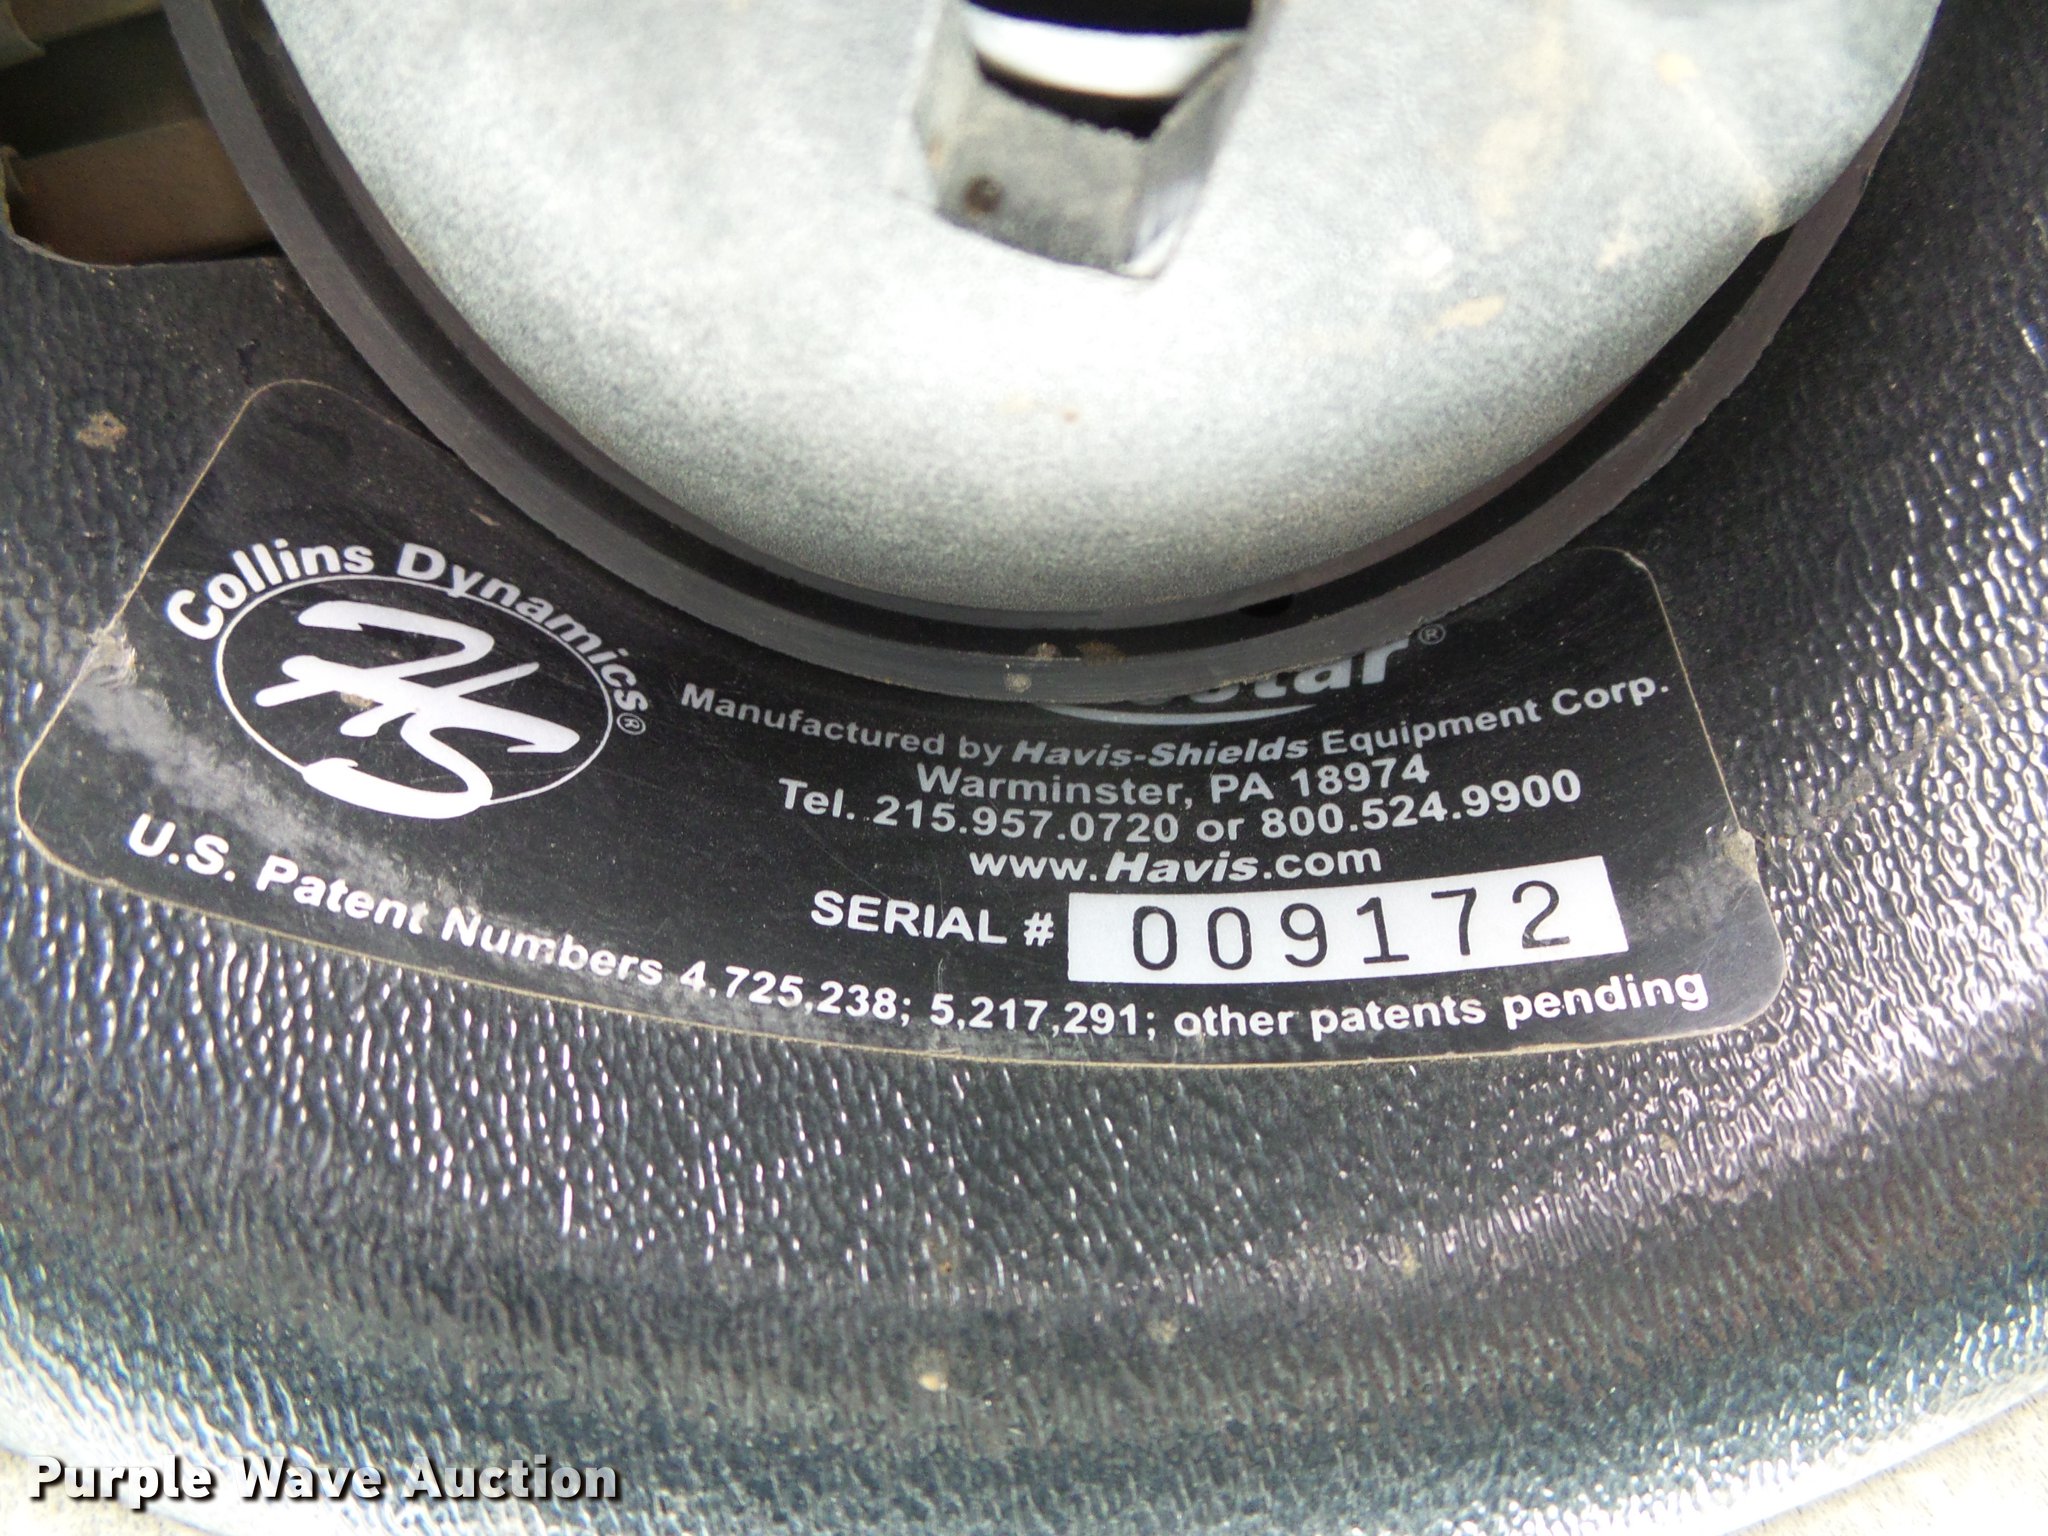 Collins Dynamics®
HS
®
Manufactured by Havis-Shields Equipment Corp.
Warminster, PA 18974
Tel. 215.957.0720 or 800.524.9900
www.Havis.com
SERIAL # 009172
U.S. Patent Numbers 4,725,238; 5,217,291; other patents pending
Purple Wave Auction